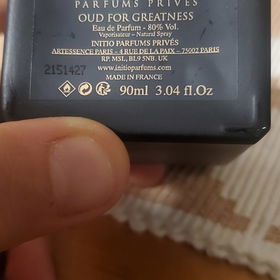 PARFUMS PRIVÉS
OUD FOR GREATNESS
Eau de Parfum - 80% Vol.
Vaporisateur – Natural Spray
INITIO PARFUMS PRIVÉS
ARTESSENCE PARIS – 4 RUE DE LA PAIX – 75002 PARIS
RP. MSL, BL9 5NB. UK
2151427
www.initioparfums.com
MADE IN FRANCE
90ml 3.04 fl.Oz